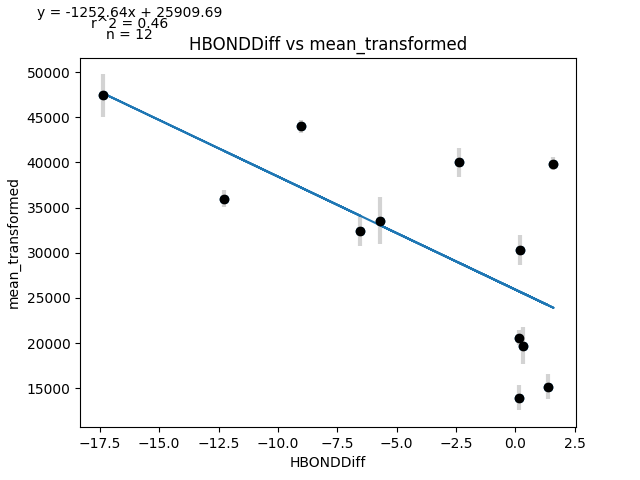 y = -1252.64x + 25909.69
r^2 = 0.46
n = 12
HBONDDiff vs mean_transformed
50000
45000
40000
35000
30000
25000
20000
15000
mean_transformed
−17.5 −15.0 −12.5 −10.0 −7.5 −5.0 −2.5 0.0 2.5
HBONDDiff